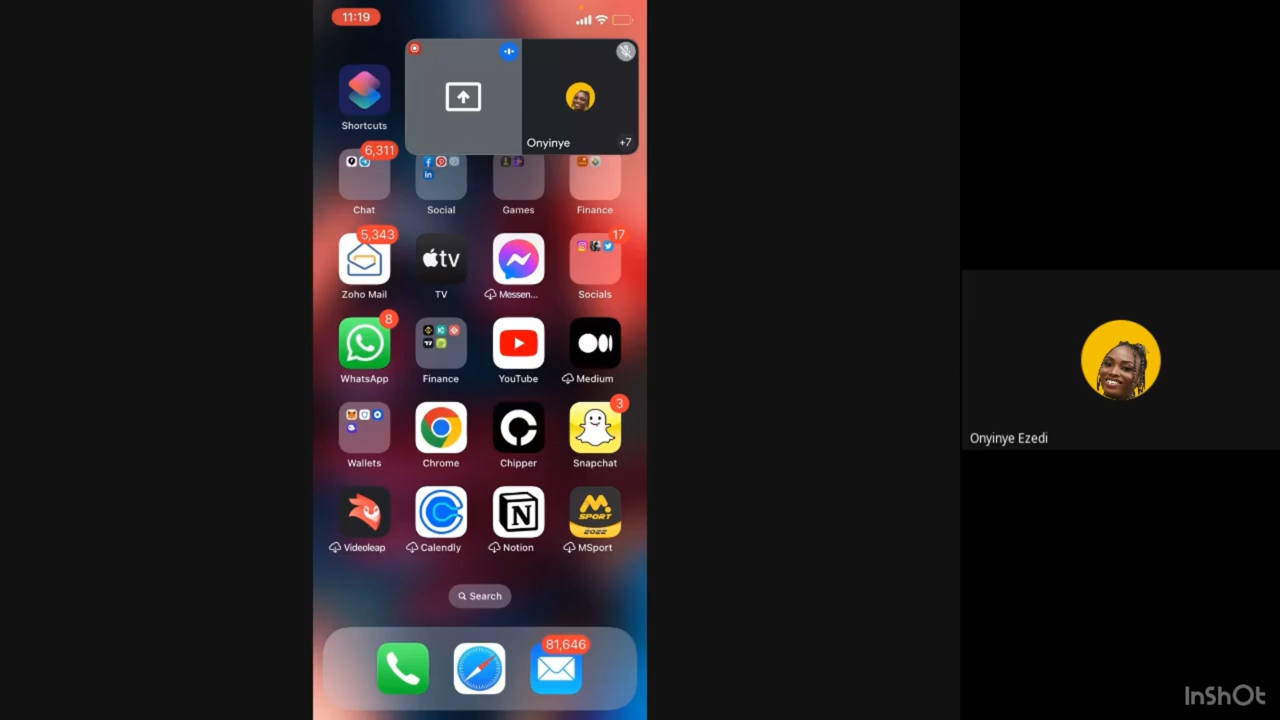 11:19
Shortcuts
Onyinye
+7
6,311
Chat
Social
Games
Finance
5,343
17
tv
Zoho Mail
TV
Messen...
Socials
8
WhatsApp
Finance
YouTube
Medium
3
Wallets
Chrome
Chipper
Snapchat
N
M.
SPORT
2022
Videoleap
Calendly
Notion
MSport
Search
81,646
Onyinye Ezedi
InShOt